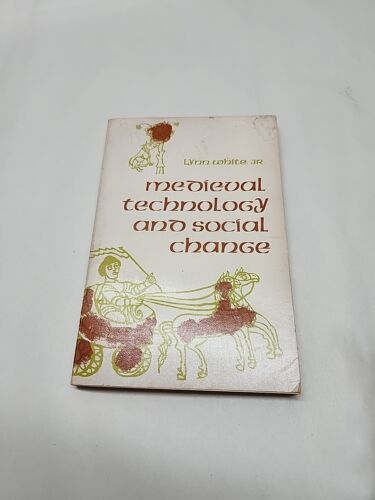 Lynn White, JR
medieval
technology
and social
change